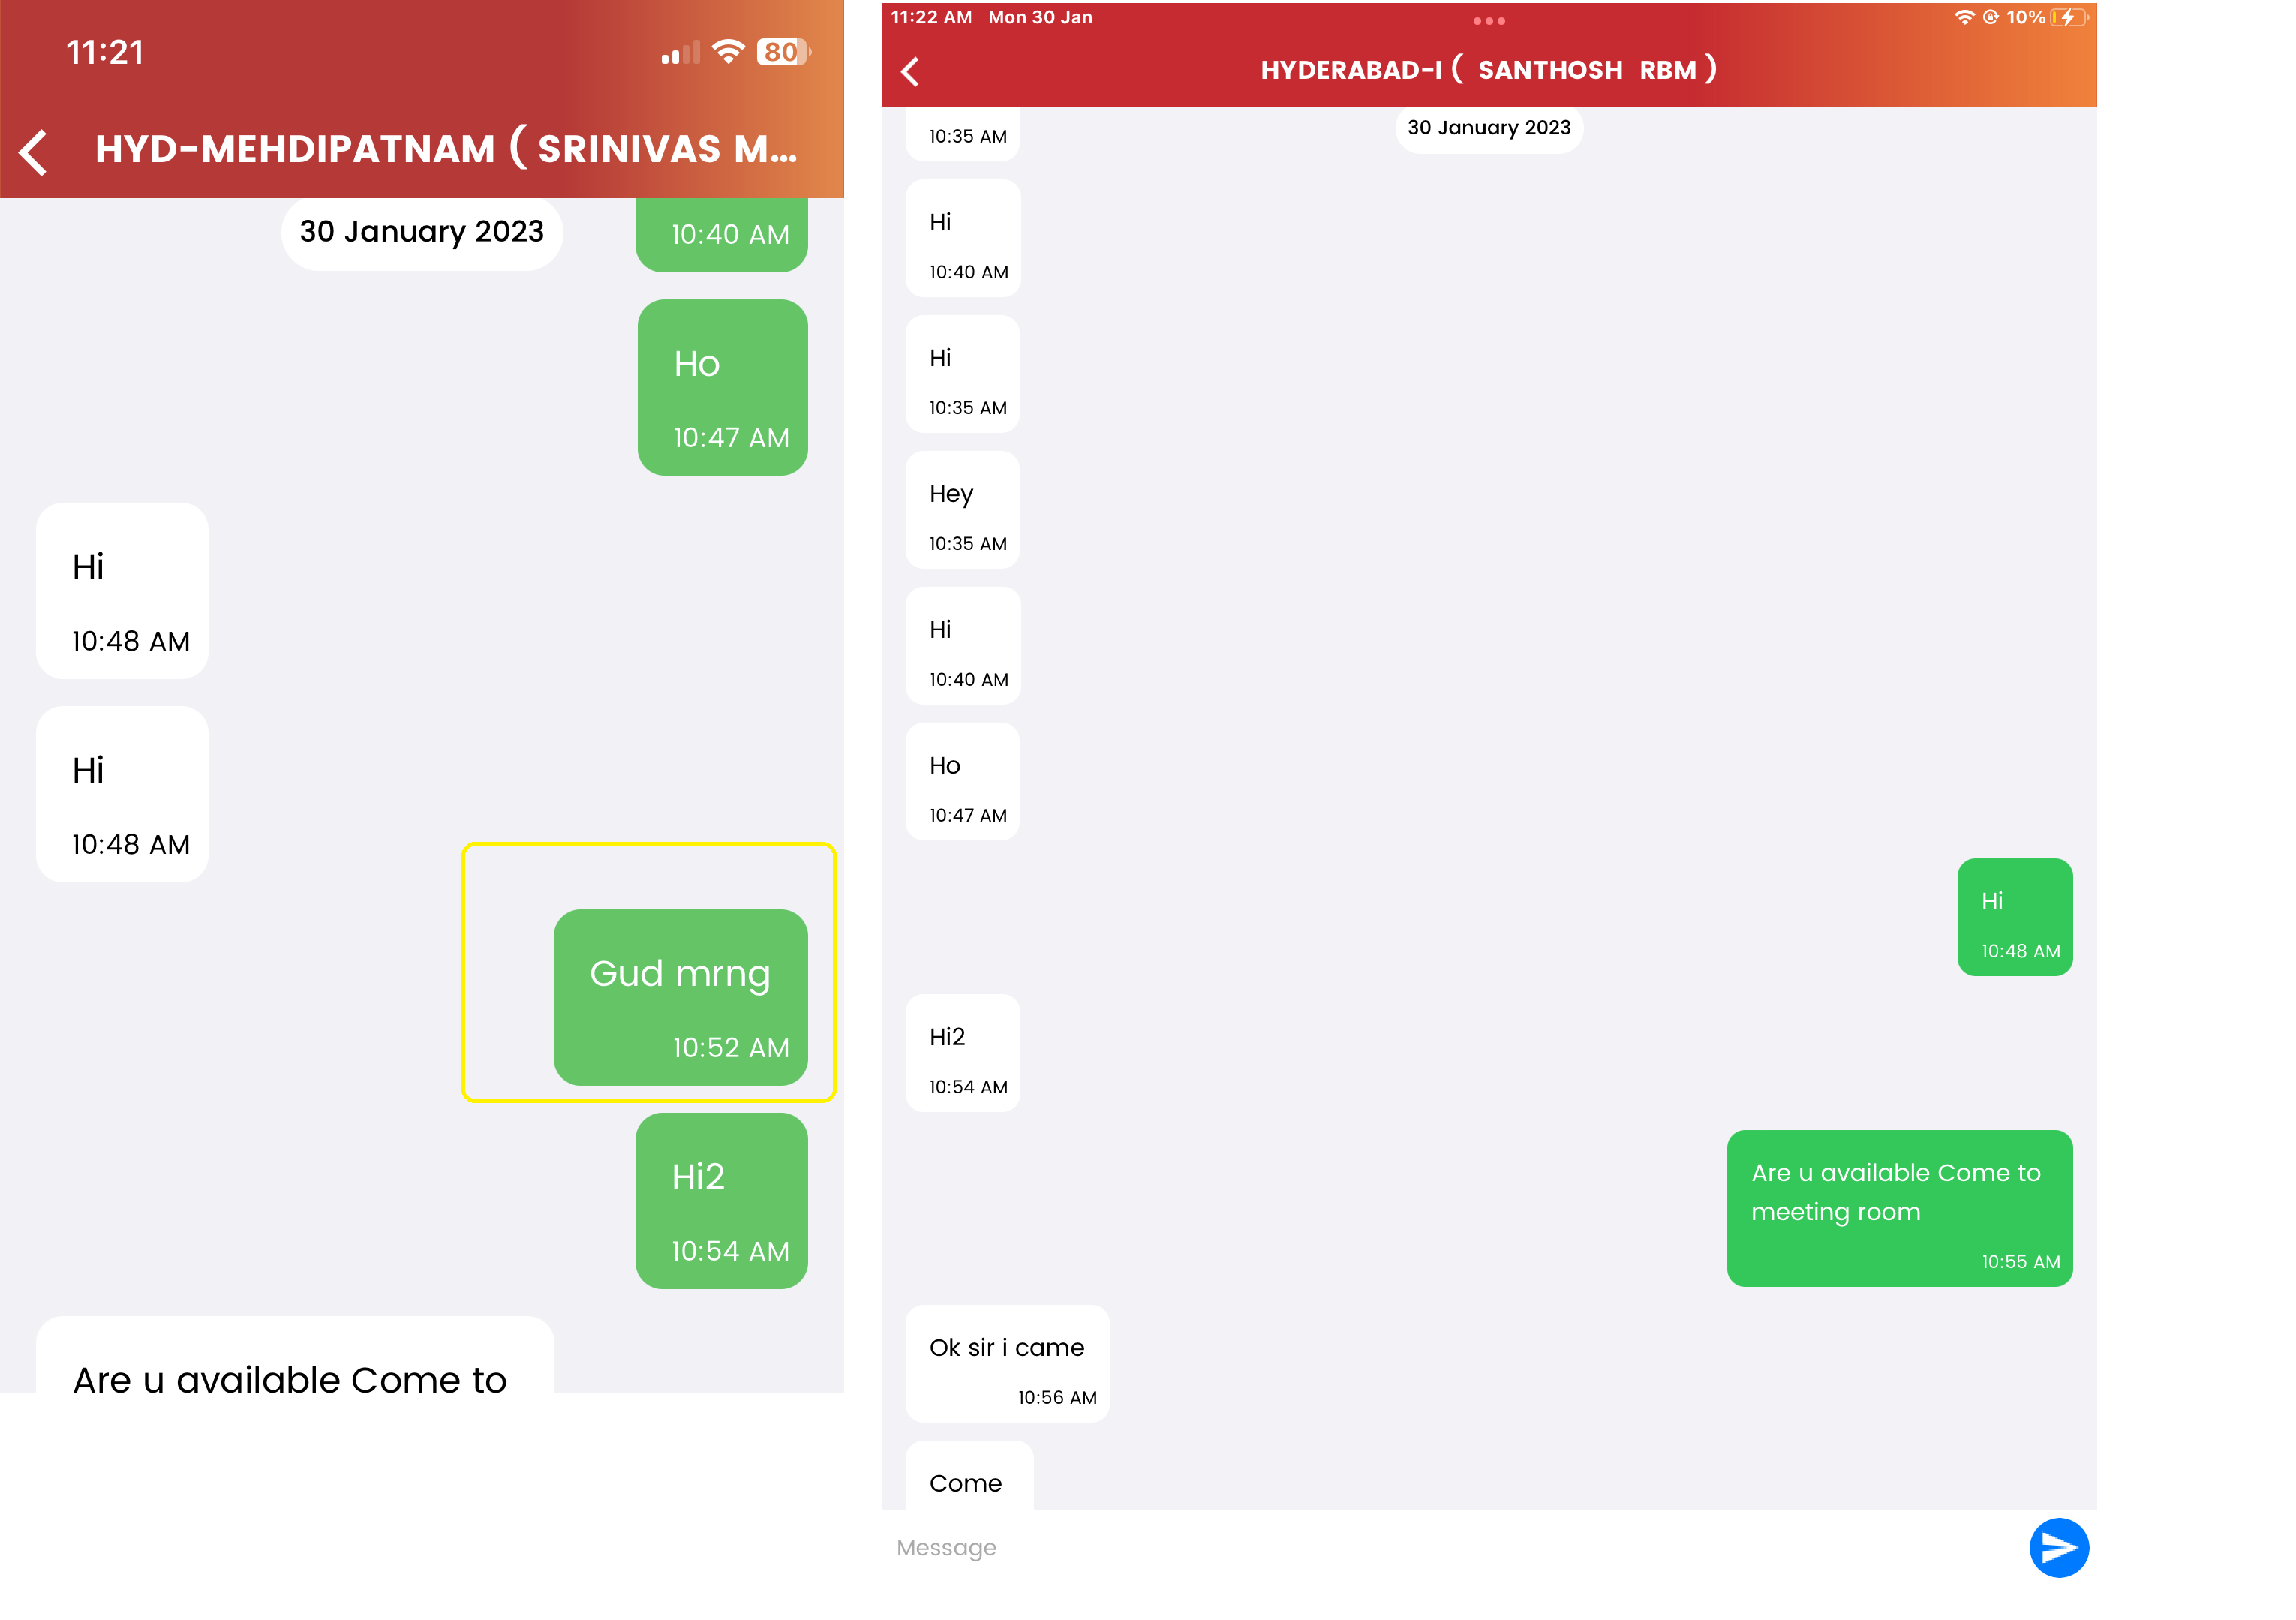 11:21
80
HYD-MEHDIPATNAM ( SRINIVAS M...
30 January 2023
10:40 AM
Ho
10:47 AM
Hi
10:48 AM
Hi
10:48 AM
Gud mrng
10:52 AM
Hi2
10:54 AM
Are u available Come to
11:22 AM Mon 30 Jan
10%
HYDERABAD-I ( SANTHOSH RBM )
30 January 2023
10:35 AM
Hi
10:40 AM
Hi
10:35 AM
Hey
10:35 AM
Hi
10:40 AM
Ho
10:47 AM
Hi
10:48 AM
Hi2
10:54 AM
Are u available Come to
meeting room
10:55 AM
Ok sir i came
10:56 AM
Come
Message